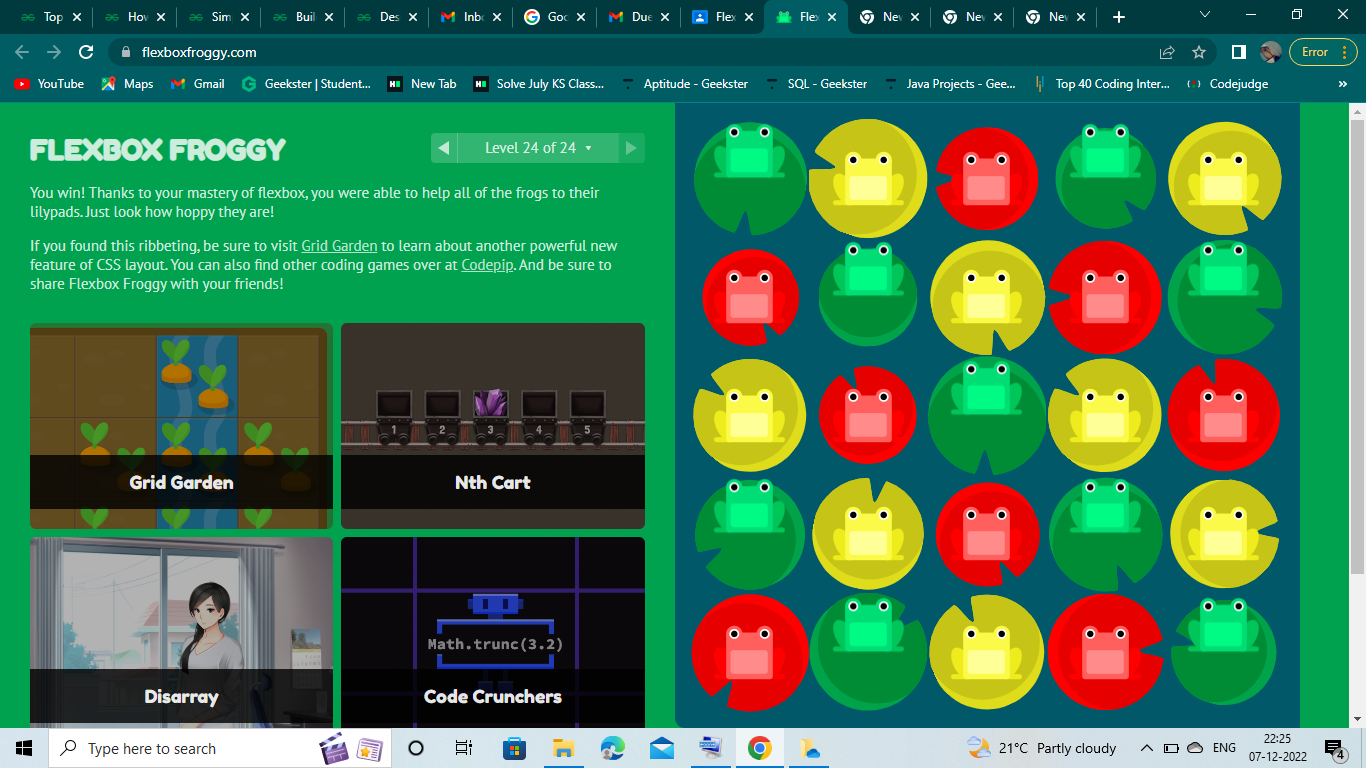 Top
How
Sim
Buil
Des
Inbo
Goo
Due
Flex
Flex
New
New
New
flexboxfroggy.com
Error
YouTube
Maps
Gmail
Geekster | Student...
New Tab
Solve July KS Class...
Aptitude - Geekster
SQL - Geekster
Java Projects - Gee...
Top 40 Coding Inter...
Codejudge
»
FLEXBOX FROGGY
Level 24 of 24
You win! Thanks to your mastery of flexbox, you were able to help all of the frogs to their
lilypads. Just look how hoppy they are!
If you found this ribbeting, be sure to visit Grid Garden to learn about another powerful new
feature of CSS layout. You can also find other coding games over at Codepip. And be sure to
share Flexbox Froggy with your friends!
1 2 3 4 5
Grid Garden
Nth Cart
Math.trunc(3.2)
Disarray
Code Crunchers
Type here to search
21°C Partly cloudy
ENG
22:25
07-12-2022
4